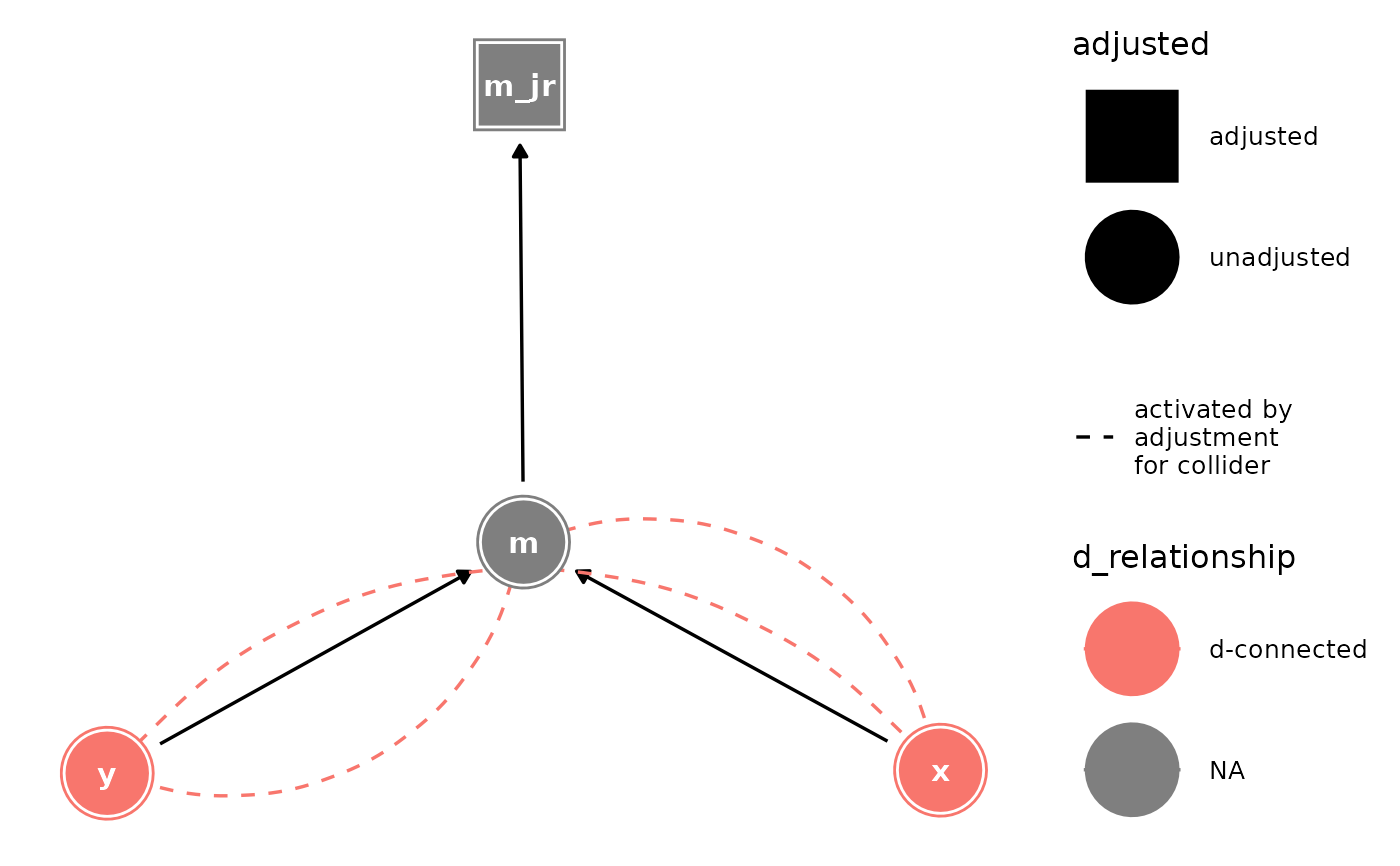 m_jr
m
y
x
adjusted
adjusted
unadjusted
activated by
adjustment
for collider
d_relationship
d-connected
NA